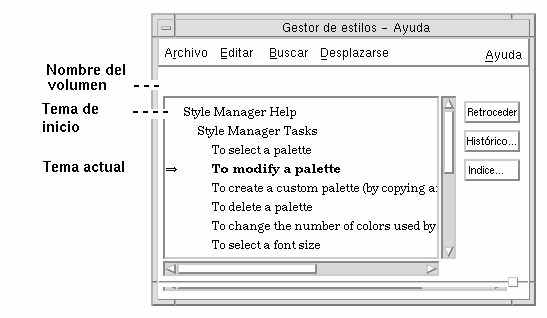 Gestor de estilos – Ayuda
Archivo Editar Buscar Desplazarse Ayuda
Nombre del
volumen
Tema de
inicio
Tema actual
Style Manager Help
Style Manager Tasks
To select a palette
⇒ To modify a palette
To create a custom palette (by copying a
To delete a palette
To change the number of colors used by
To select a font size
Retroceder
Histórico...
Indice...